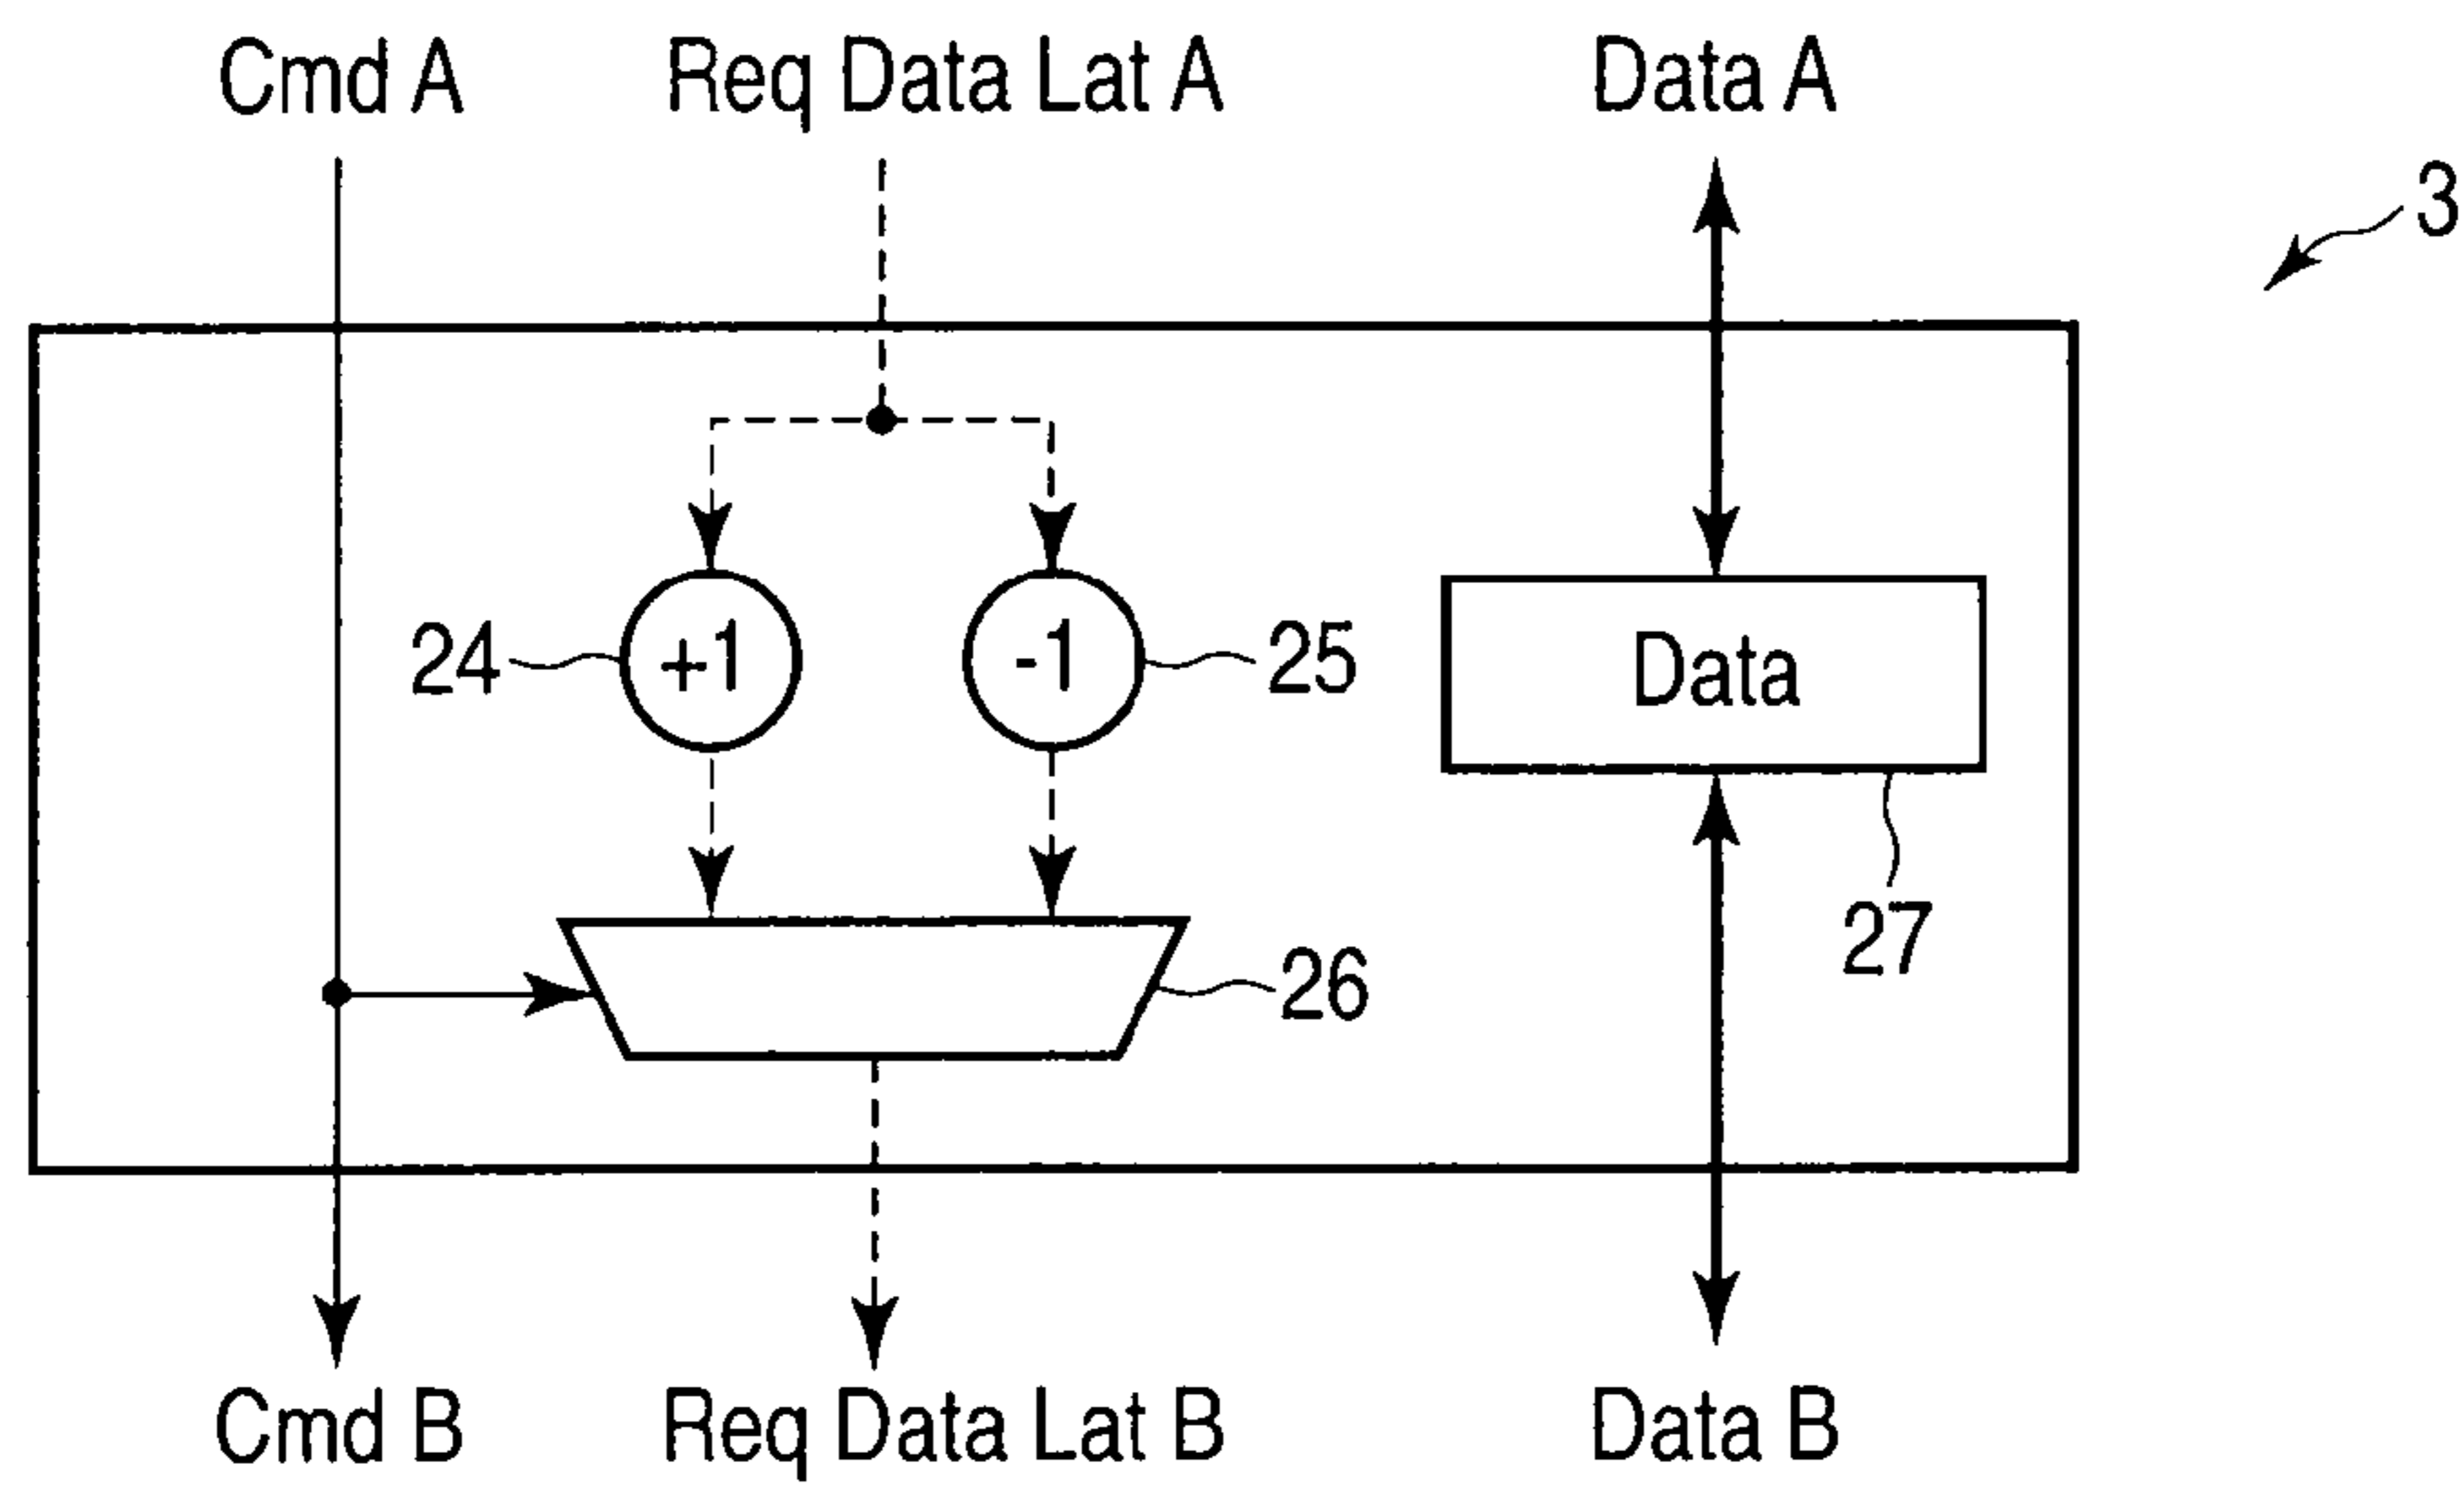 Cmd A Req Data Lat A Data A
3
24 +1 -1 25 Data
27
26
Cmd B Req Data Lat B Data B